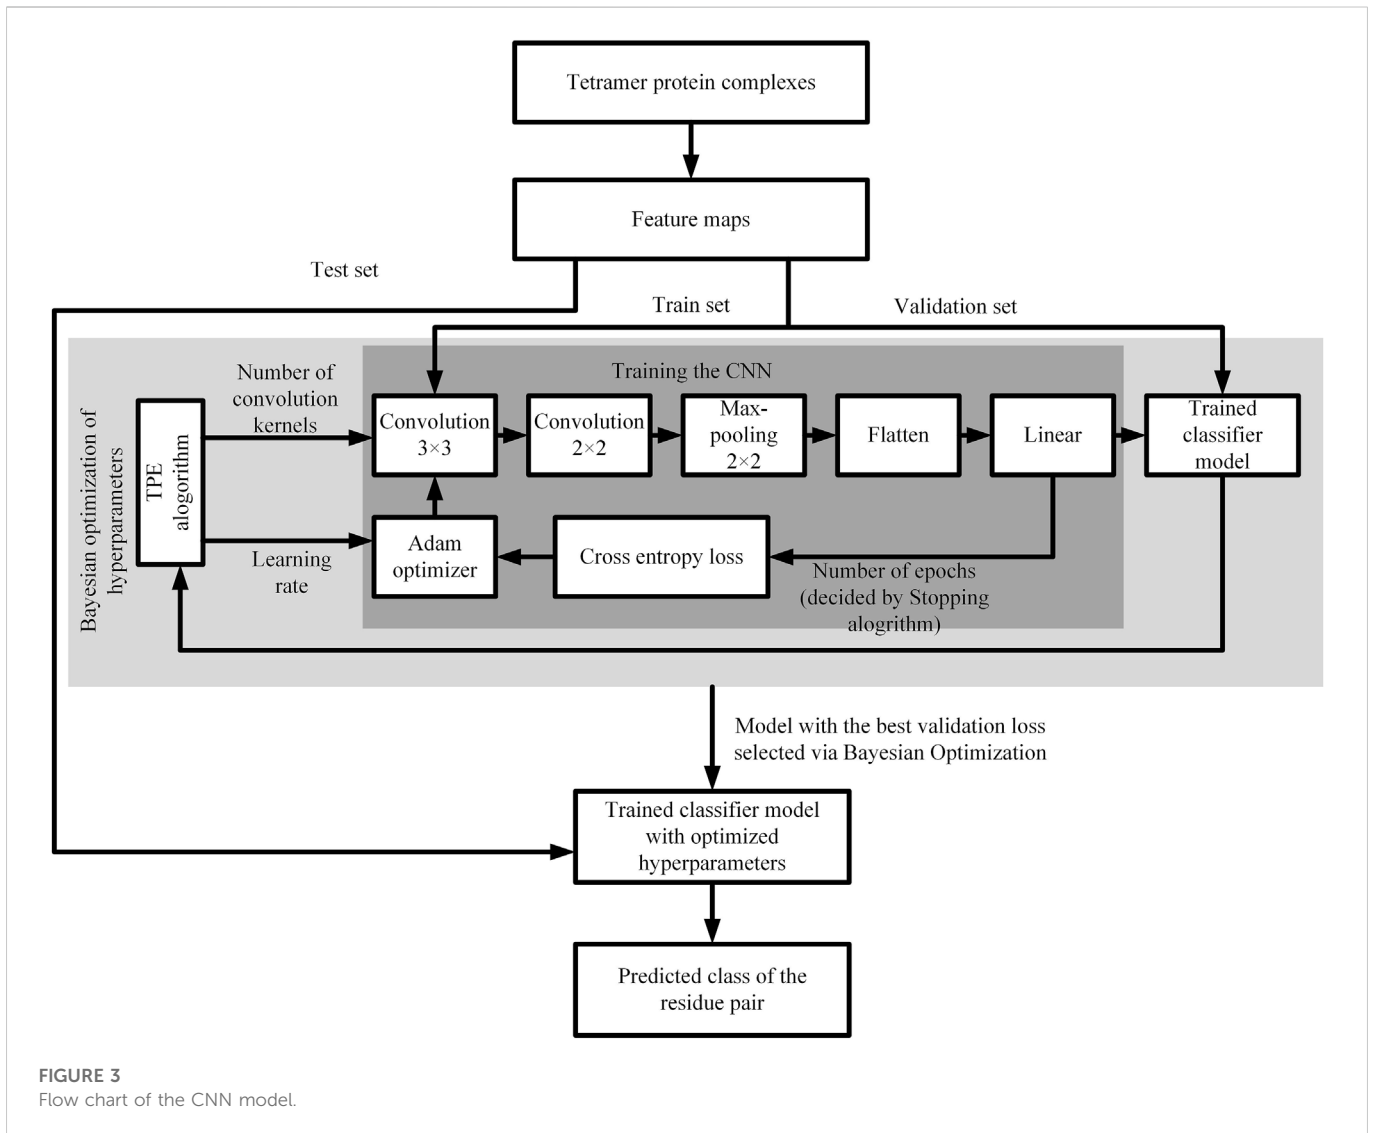 Tetramer protein complexes
Feature maps
Test set
Train set
Validation set
Bayesian optimization of
hyperparameters
TPE
alogorithm
Number of
convolution
kernels
Learning
rate
Training the CNN
Convolution
3×3
Convolution
2×2
Max-
pooling
2×2
Flatten
Linear
Trained
classifier
model
Adam
optimizer
Cross entropy loss
Number of epochs
(decided by Stopping
alogrithm)
Model with the best validation loss
selected via Bayesian Optimization
Trained classifier model
with optimized
hyperparameters
Predicted class of the
residue pair
FIGURE 3
Flow chart of the CNN model.